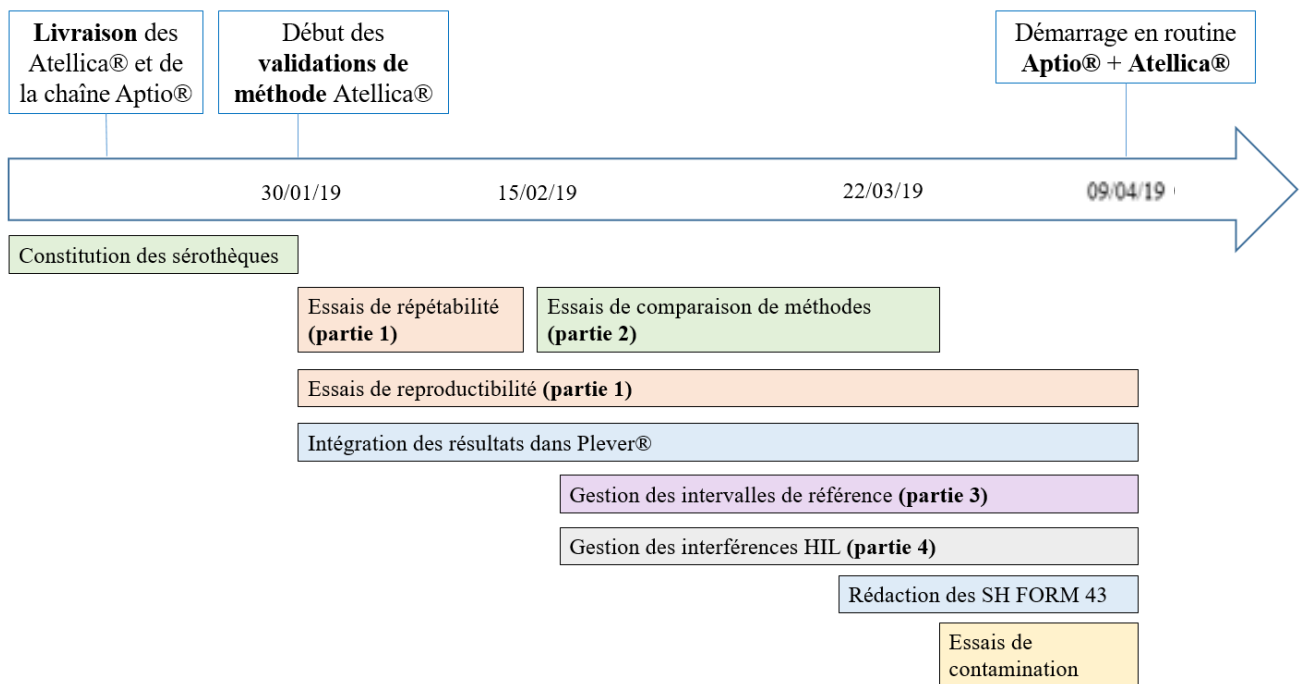 Livraison des
Atellica® et de
la chaîne Aptio®
Début des
validations de
méthode Atellica®
Démarrage en routine
Aptio® + Atellica®
30/01/19
15/02/19
22/03/19
09/04/19
Constitution des sérothèques
Essais de répétabilité
(partie 1)
Essais de comparaison de méthodes
(partie 2)
Essais de reproductibilité (partie 1)
Intégration des résultats dans Plever®
Gestion des intervalles de référence (partie 3)
Gestion des interférences HIL (partie 4)
Rédaction des SH FORM 43
Essais de
contamination